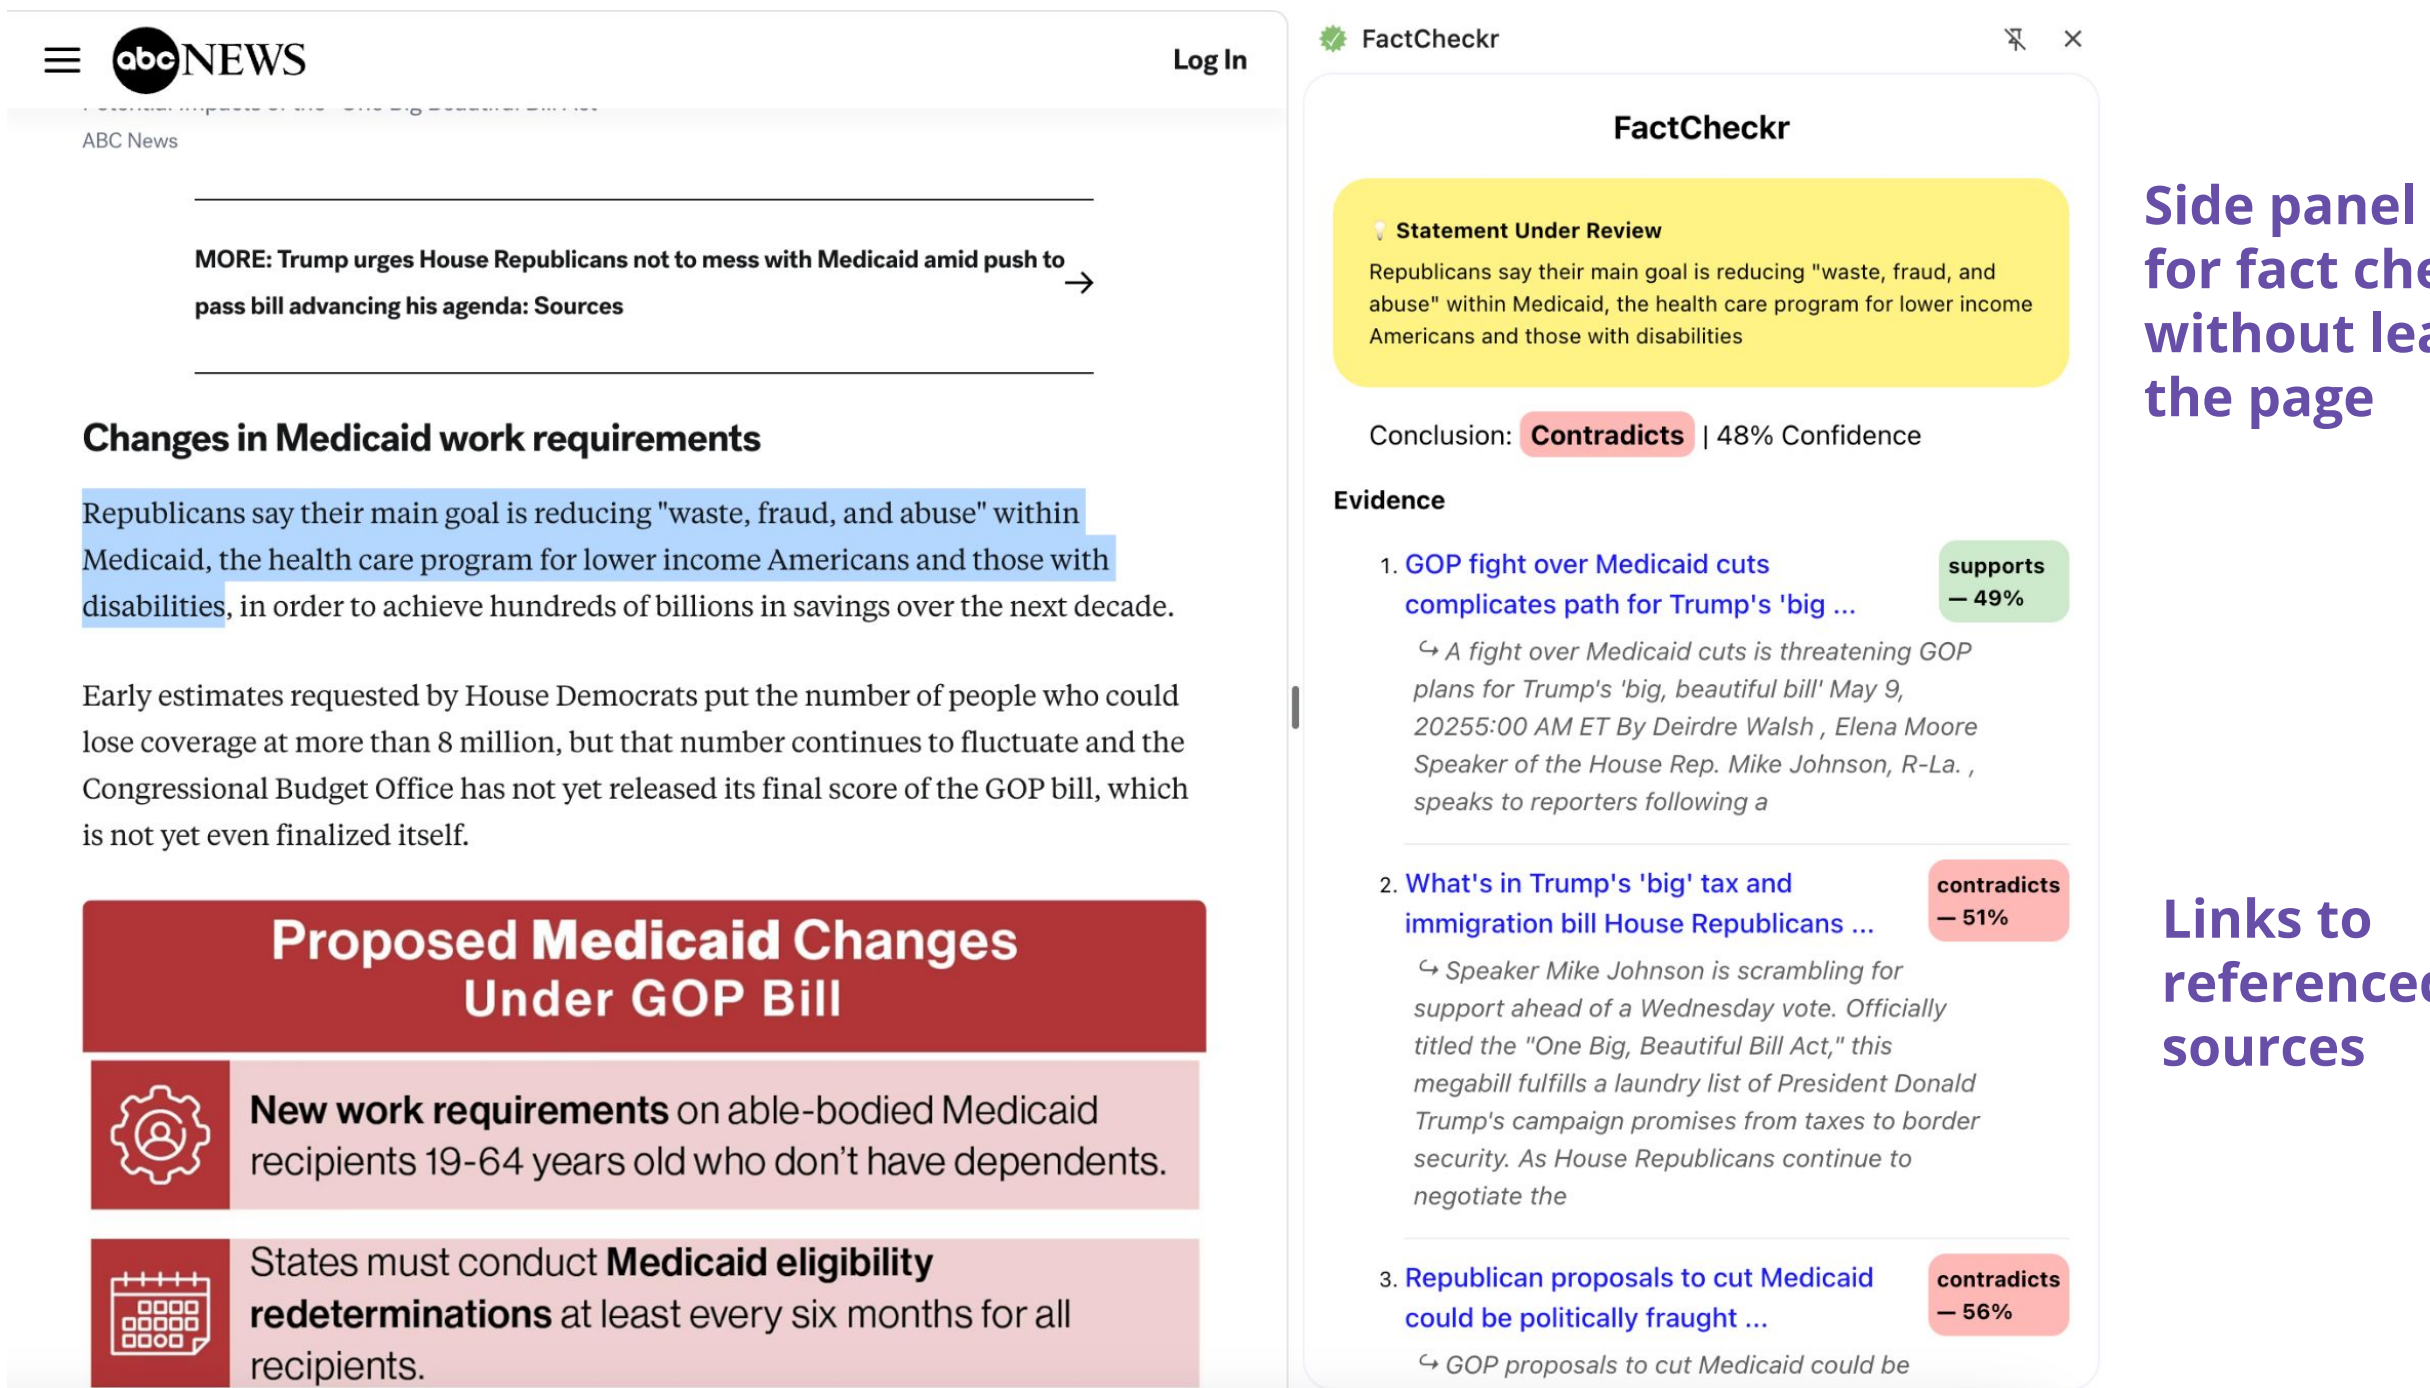 abc NEWS
Log In
Potential impacts of the "One Big Beautiful Bill Act"
ABC News
MORE: Trump urges House Republicans not to mess with Medicaid amid push to
pass bill advancing his agenda: Sources
Changes in Medicaid work requirements
Republicans say their main goal is reducing "waste, fraud, and abuse" within
Medicaid, the health care program for lower income Americans and those with
disabilities, in order to achieve hundreds of billions in savings over the next decade.
Early estimates requested by House Democrats put the number of people who could
lose coverage at more than 8 million, but that number continues to fluctuate and the
Congressional Budget Office has not yet released its final score of the GOP bill, which
is not yet even finalized itself.
Proposed Medicaid Changes
Under GOP Bill
New work requirements on able-bodied Medicaid
recipients 19-64 years old who don't have dependents.
States must conduct Medicaid eligibility
redeterminations at least every six months for all
recipients.
FactCheckr
FactCheckr
Statement Under Review
Republicans say their main goal is reducing "waste, fraud, and
abuse" within Medicaid, the health care program for lower income
Americans and those with disabilities
Conclusion: Contradicts | 48% Confidence
Evidence
1. GOP fight over Medicaid cuts
complicates path for Trump's 'big ...
supports
— 49%
↪ A fight over Medicaid cuts is threatening GOP
plans for Trump's 'big, beautiful bill' May 9,
20255:00 AM ET By Deirdre Walsh , Elena Moore
Speaker of the House Rep. Mike Johnson, R-La. ,
speaks to reporters following a
2. What's in Trump's 'big' tax and
immigration bill House Republicans ...
contradicts
— 51%
↪ Speaker Mike Johnson is scrambling for
support ahead of a Wednesday vote. Officially
titled the "One Big, Beautiful Bill Act," this
megabill fulfills a laundry list of President Donald
Trump's campaign promises from taxes to border
security. As House Republicans continue to
negotiate the
3. Republican proposals to cut Medicaid
could be politically fraught ...
contradicts
— 56%
↪ GOP proposals to cut Medicaid could be
Side panel
for fact che
without lea
the page
Links to
referenced
sources